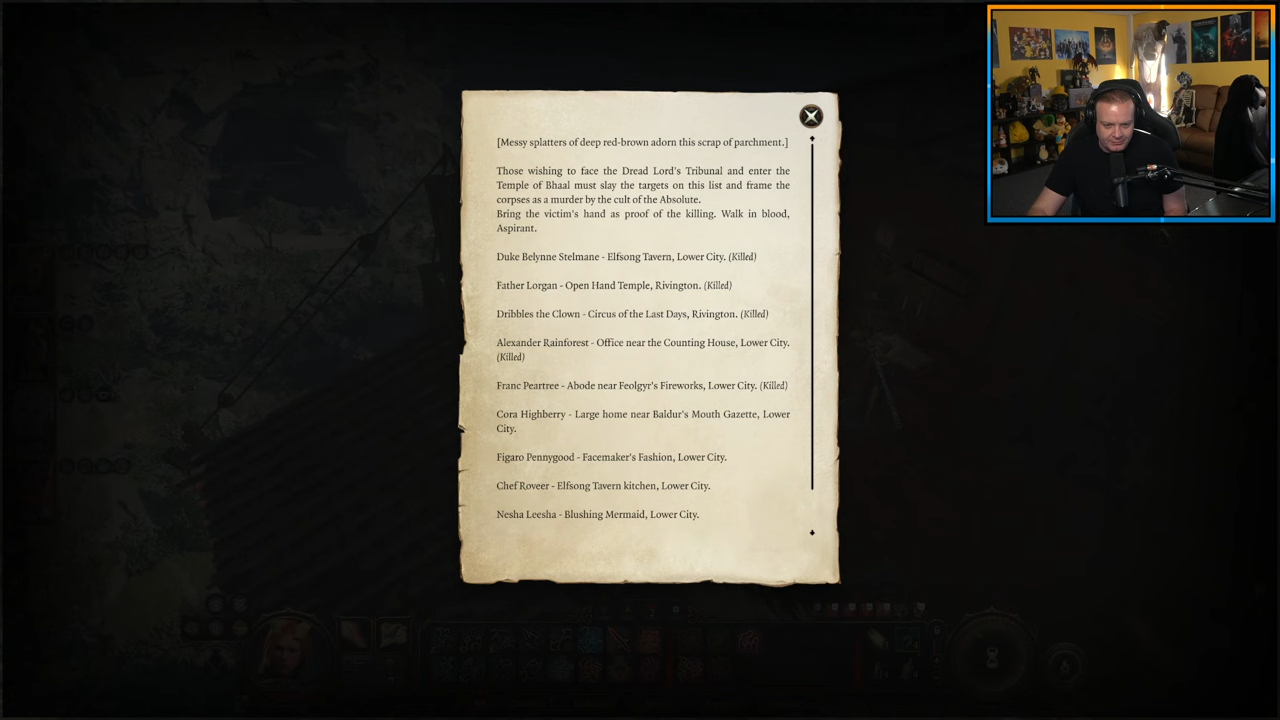 [Messy splatters of deep red-brown adorn this scrap of parchment.]
Those wishing to face the Dread Lord's Tribunal and enter the
Temple of Bhaal must slay the targets on this list and frame the
corpses as a murder by the cult of the Absolute.
Bring the victim's hand as proof of the killing. Walk in blood,
Aspirant.
Duke Belynne Stelmane - Elfsong Tavern, Lower City. (Killed)
Father Lorgan - Open Hand Temple, Rivington. (Killed)
Dribbles the Clown - Circus of the Last Days, Rivington. (Killed)
Alexander Rainforest - Office near the Counting House, Lower City.
(Killed)
Franc Peartree - Abode near Feolgyr's Fireworks, Lower City. (Killed)
Cora Highberry - Large home near Baldur's Mouth Gazette, Lower
City.
Figaro Pennygood - Facemaker's Fashion, Lower City.
Chef Roveer - Elfsong Tavern kitchen, Lower City.
Nesha Leesha - Blushing Mermaid, Lower City.